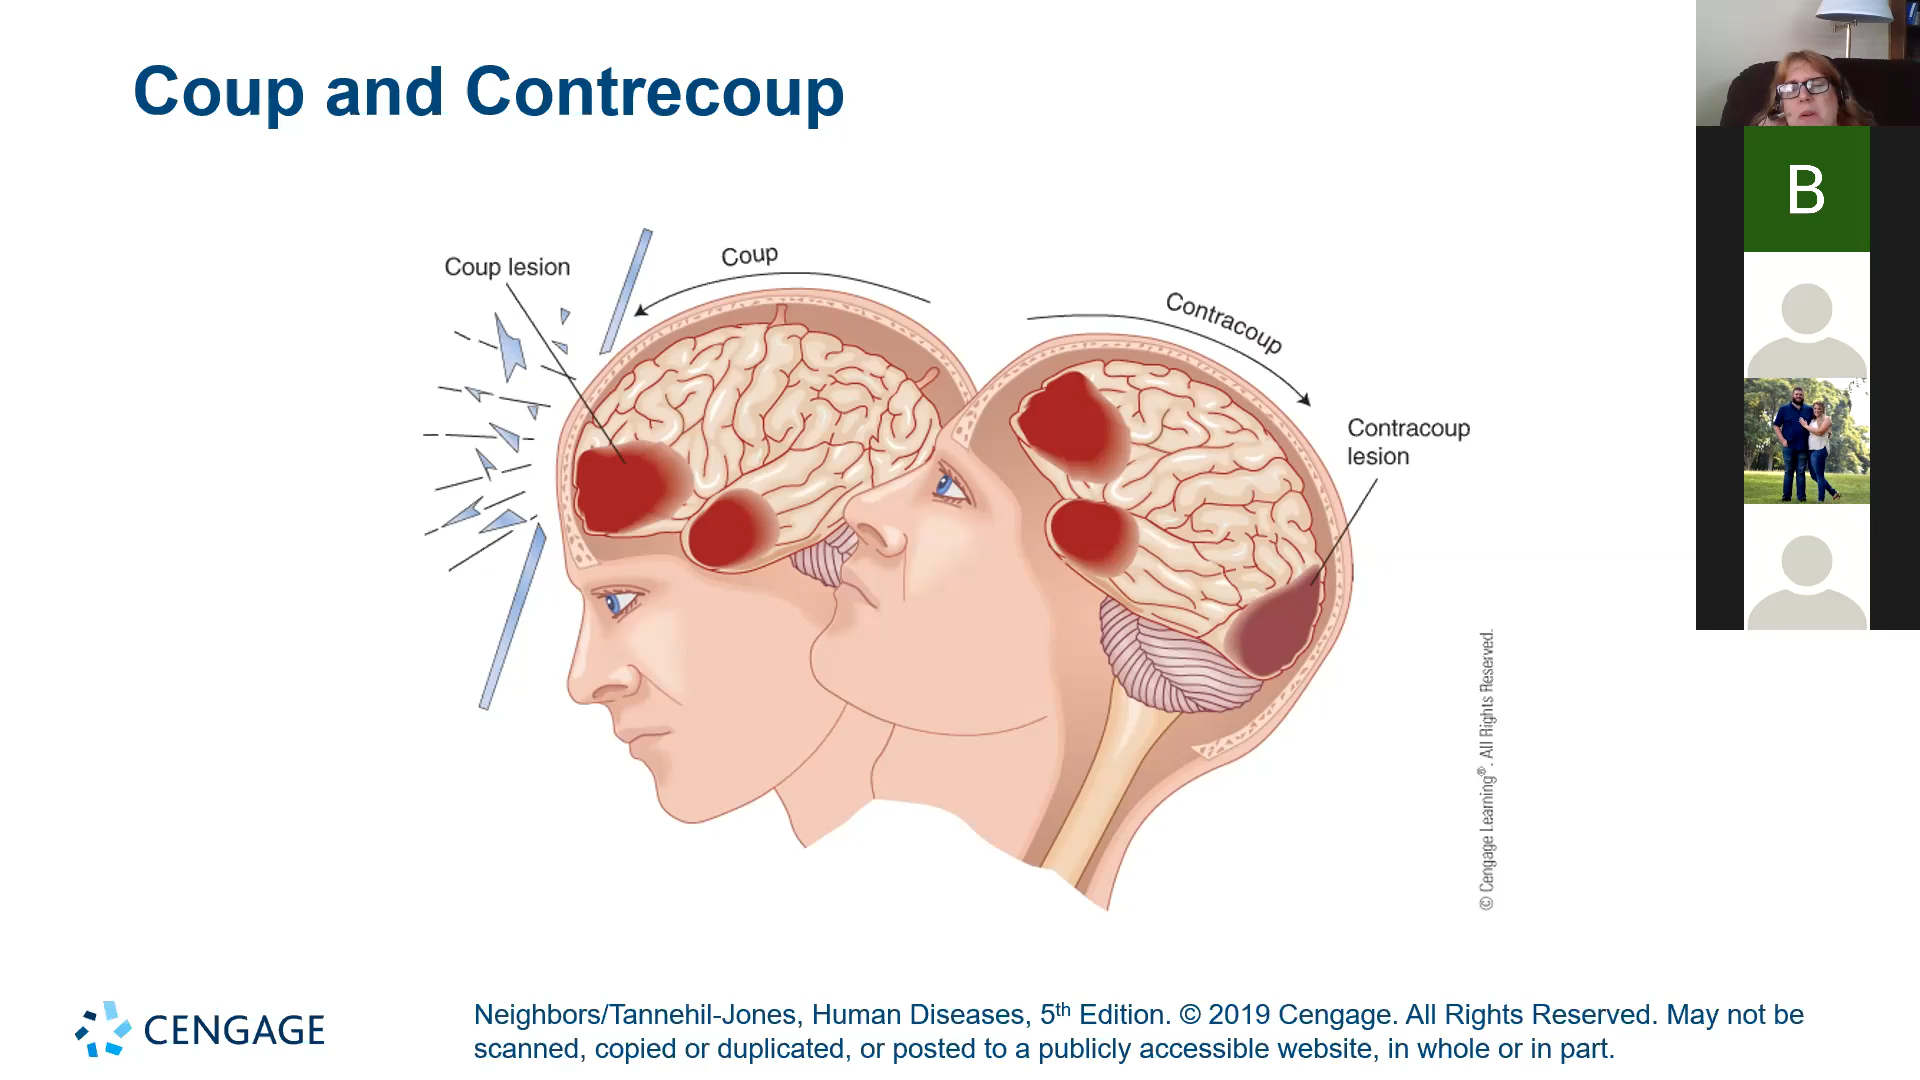 Coup and Contrecoup
Coup lesion
Coup
Contracoup
Contracoup
lesion
© Cengage Learning®. All Rights Reserved.
B
CENGAGE
Neighbors/Tannehil-Jones, Human Diseases, 5th Edition. © 2019 Cengage. All Rights Reserved. May not be
scanned, copied or duplicated, or posted to a publicly accessible website, in whole or in part.